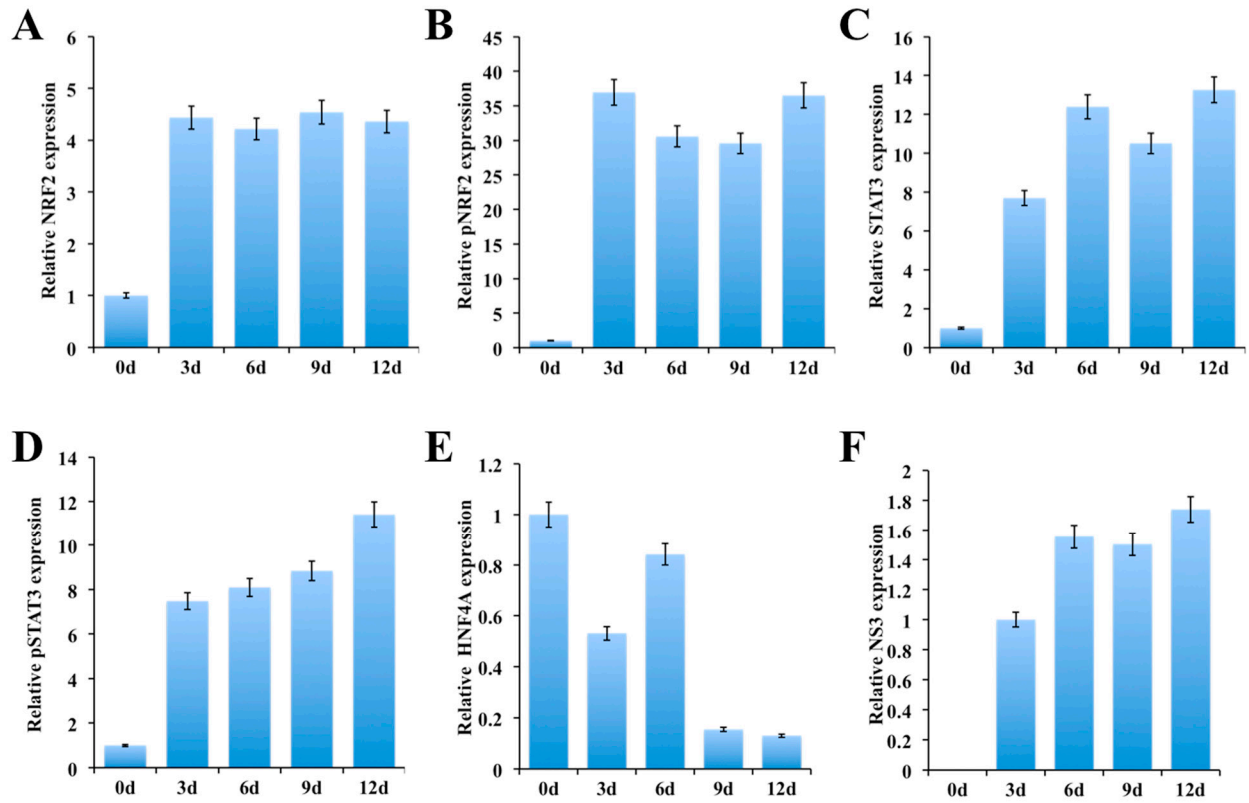 A
Relative NRF2 expression
6
5
4
3
2
1
0
0d 3d 6d 9d 12d
B
Relative pNRF2 expression
45
40
35
30
25
20
15
10
5
0
0d 3d 6d 9d 12d
C
Relative STAT3 expression
16
14
12
10
8
6
4
2
0
0d 3d 6d 9d 12d
D
Relative pSTAT3 expression
14
12
10
8
6
4
2
0
0d 3d 6d 9d 12d
E
Relative HNF4A expression
1.2
1
0.8
0.6
0.4
0.2
0
0d 3d 6d 9d 12d
F
Relative NS3 expression
2
1.8
1.6
1.4
1.2
1
0.8
0.6
0.4
0.2
0
0d 3d 6d 9d 12d